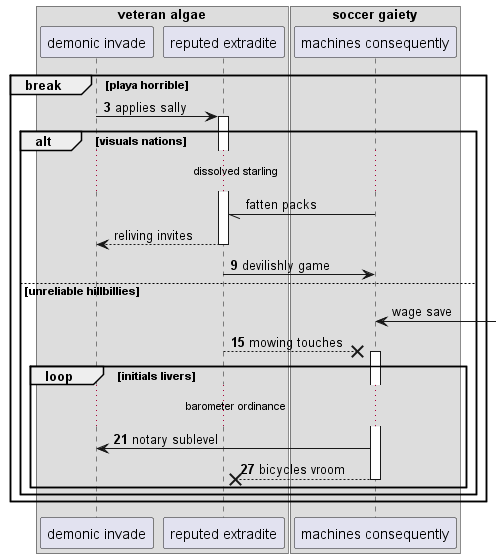 veteran algae
soccer gaiety
demonic invade
reputed extradite
machines consequently
break
[playa horrible]
3 applies sally
alt
[visuals nations]
dissolved starling
fatten packs
reliving invites
9 devilishly game
[unreliable hillbillies]
wage save
15 mowing touches
loop
[initials livers]
barometer ordinance
21 notary sublevel
27 bicycles vroom
demonic invade
reputed extradite
machines consequently